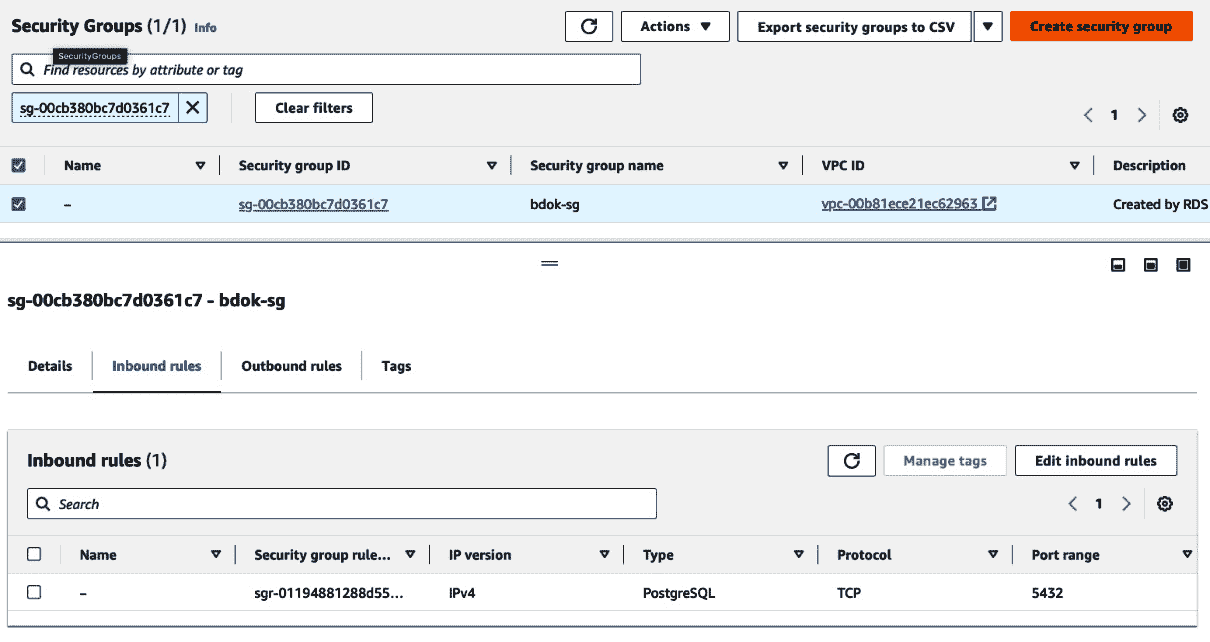 Security Groups (1/1) Info
Actions
Export security groups to CSV
Create security group
SecurityGroups
Find resources by attribute or tag
sg-00cb380bc7d0361c7
Clear filters
1
Name Security group ID Security group name VPC ID Description
– sg-00cb380bc7d0361c7 bdok-sg vpc-00b81ece21ec62963 Created by RDS
sg-00cb380bc7d0361c7 - bdok-sg
Details Inbound rules Outbound rules Tags
Inbound rules (1)
Manage tags
Edit inbound rules
Search
1
Name Security group rule... IP version Type Protocol Port range
– sgr-01194881288d55... IPv4 PostgreSQL TCP 5432